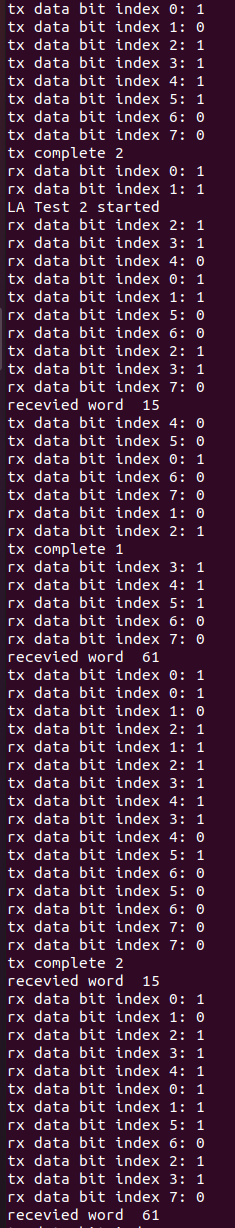 tx data bit index 0: 1
tx data bit index 1: 0
tx data bit index 2: 1
tx data bit index 3: 1
tx data bit index 4: 1
tx data bit index 5: 1
tx data bit index 6: 0
tx data bit index 7: 0
tx complete 2
rx data bit index 0: 1
rx data bit index 1: 1
LA Test 2 started
rx data bit index 2: 1
rx data bit index 3: 1
rx data bit index 4: 0
tx data bit index 0: 1
tx data bit index 1: 1
rx data bit index 5: 0
rx data bit index 6: 0
tx data bit index 2: 1
tx data bit index 3: 1
rx data bit index 7: 0
recevied word  15
tx data bit index 4: 0
tx data bit index 5: 0
rx data bit index 0: 1
tx data bit index 6: 0
tx data bit index 7: 0
rx data bit index 1: 0
rx data bit index 2: 1
tx complete 1
rx data bit index 3: 1
rx data bit index 4: 1
rx data bit index 5: 1
rx data bit index 6: 0
rx data bit index 7: 0
recevied word  61
tx data bit index 0: 1
rx data bit index 0: 1
tx data bit index 1: 0
tx data bit index 2: 1
rx data bit index 1: 1
rx data bit index 2: 1
tx data bit index 3: 1
tx data bit index 4: 1
rx data bit index 3: 1
rx data bit index 4: 0
tx data bit index 5: 1
tx data bit index 6: 0
rx data bit index 5: 0
rx data bit index 6: 0
tx data bit index 7: 0
rx data bit index 7: 0
tx complete 2
recevied word  15
rx data bit index 0: 1
rx data bit index 1: 0
rx data bit index 2: 1
rx data bit index 3: 1
rx data bit index 4: 1
tx data bit index 0: 1
tx data bit index 1: 1
rx data bit index 5: 1
rx data bit index 6: 0
tx data bit index 2: 1
tx data bit index 3: 1
rx data bit index 7: 0
recevied word  61